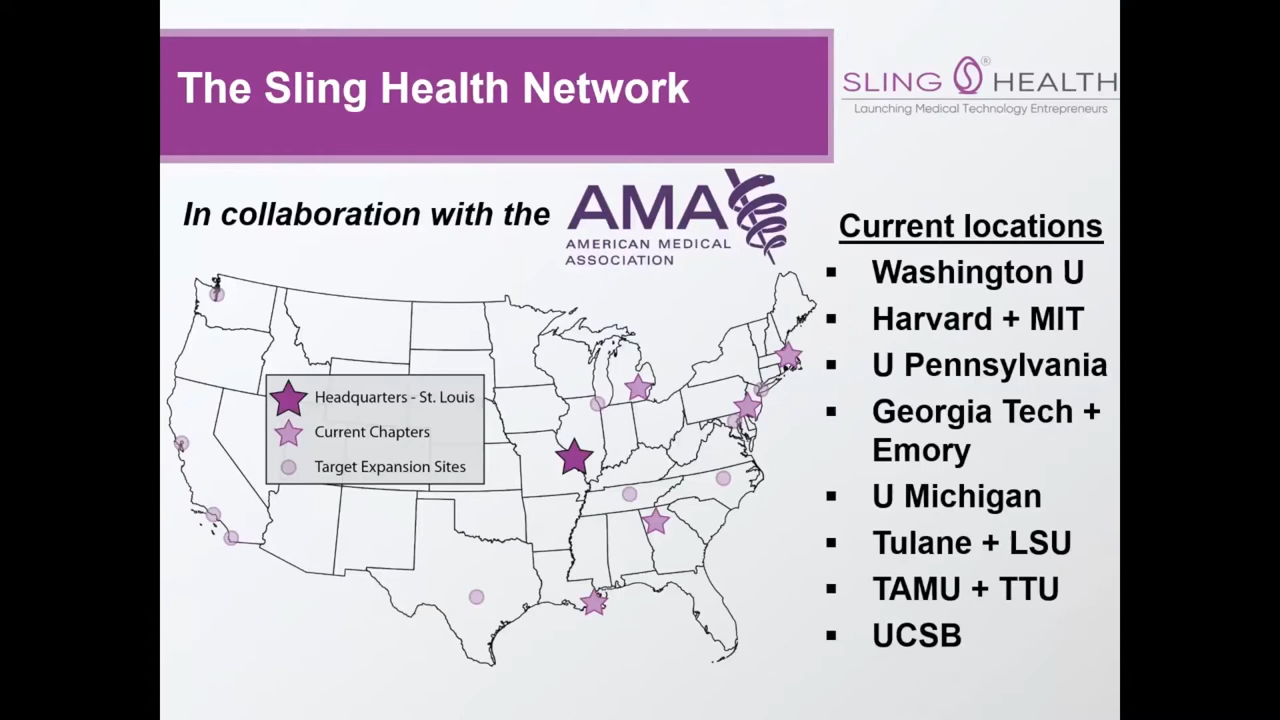 The Sling Health Network
SLING HEALTH®
Launching Medical Technology Entrepreneurs
In collaboration with the
AMA
AMERICAN MEDICAL
ASSOCIATION
Headquarters - St. Louis
Current Chapters
Target Expansion Sites
Current locations
▪ Washington U
▪ Harvard + MIT
▪ U Pennsylvania
▪ Georgia Tech +
Emory
▪ U Michigan
▪ Tulane + LSU
▪ TAMU + TTU
▪ UCSB